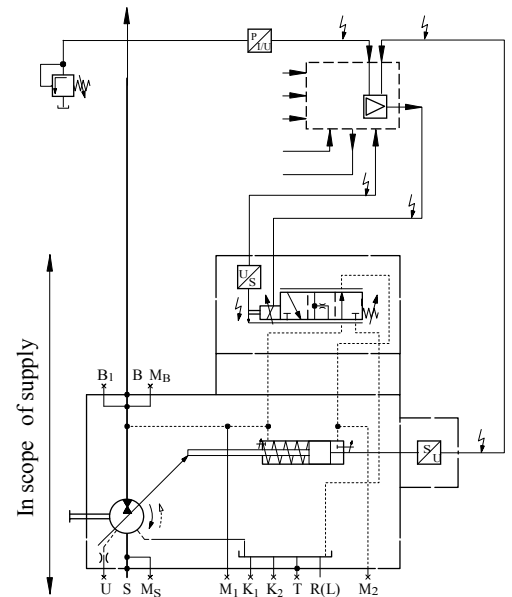 P
I/U
U
S
B1 B MB
In scope of supply
S
U
U S MS M1 K1 K2 T R(L) M2